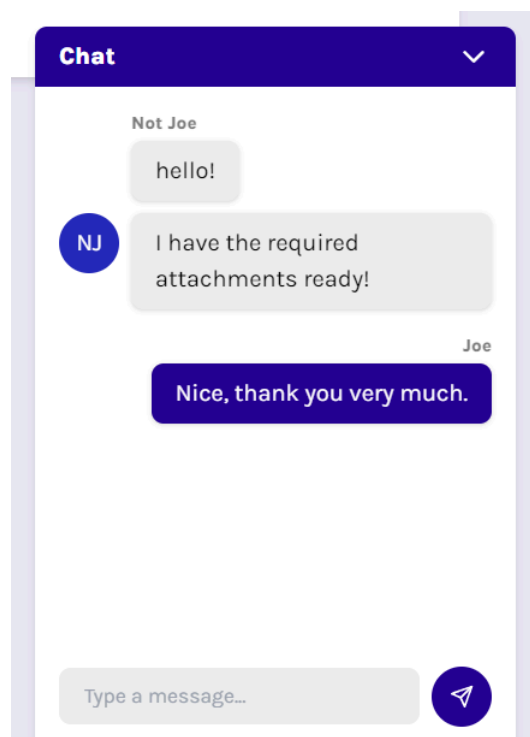 Chat
Not Joe
hello!
NJ
I have the required
attachments ready!
Joe
Nice, thank you very much.
Type a message...